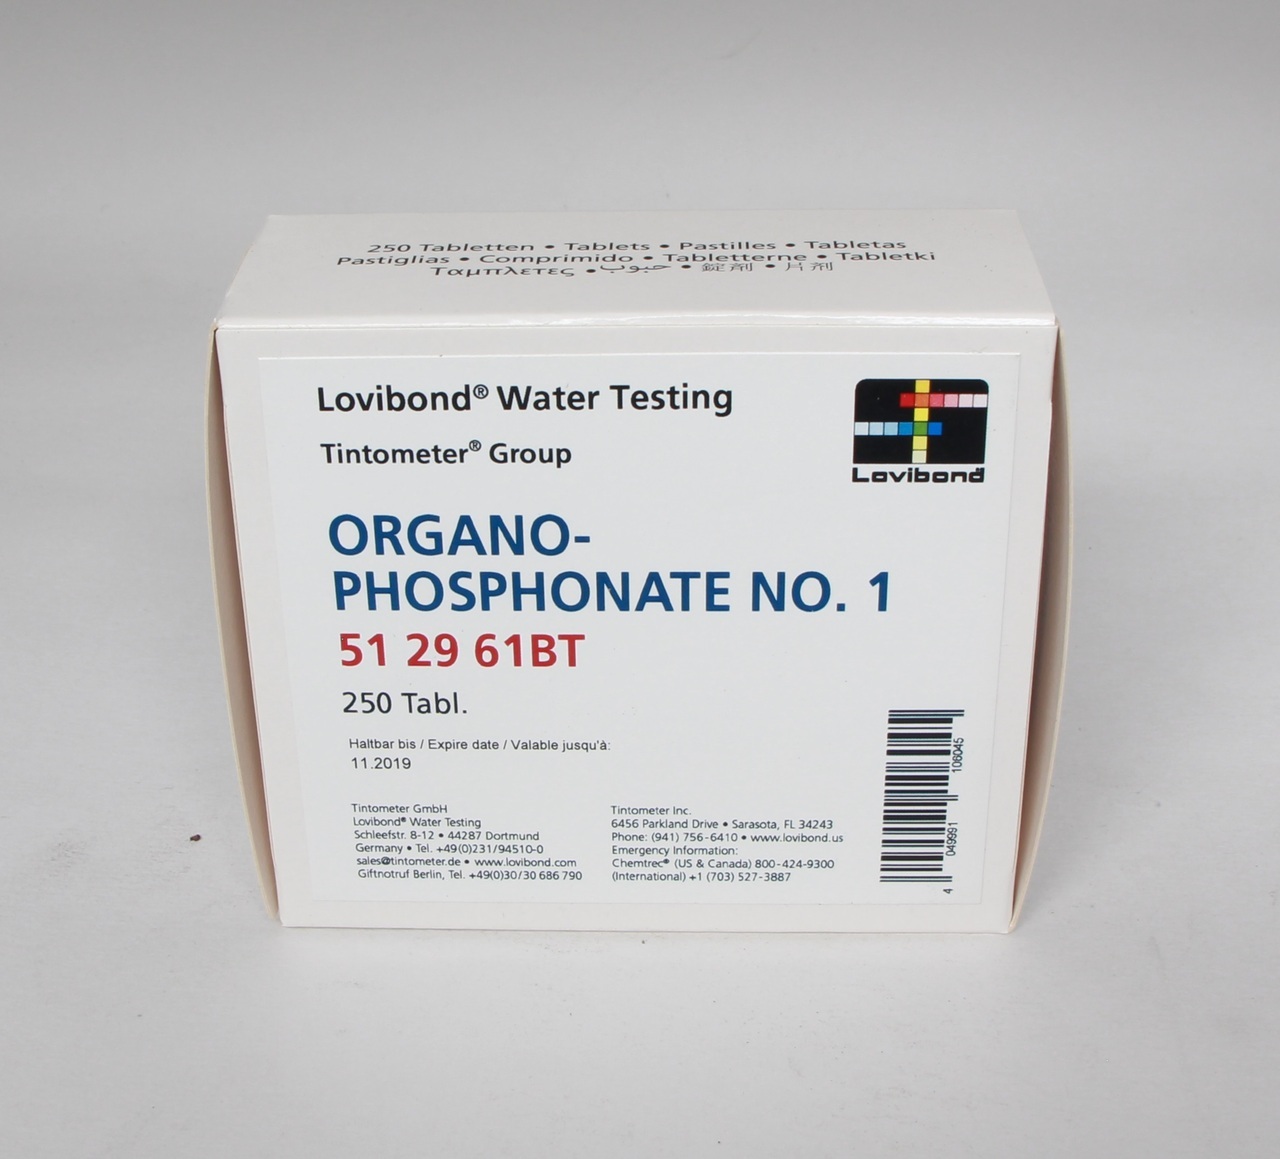 250 Tabletten • Tablets • Pastilles • Tabletas
Pastiglias • Comprimido • Tabletterne • Tabletki
Ταμπλετες • حبوب • 錠剤 • 片剂
Lovibond® Water Testing
Tintometer® Group
Lovibond®
ORGANO-
PHOSPHONATE NO. 1
51 29 61BT
250 Tabl.
Haltbar bis / Expire date / Valable jusqu'à:
11.2019
Tintometer GmbH
Lovibond® Water Testing
Schleefstr. 8-12 • 44287 Dortmund
Germany • Tel. +49(0)231/94510-0
sales@tintometer.de • www.lovibond.com
Giftnotruf Berlin, Tel. +49(0)30/30 686 790
Tintometer Inc.
6456 Parkland Drive • Sarasota, FL 34243
Phone: (941) 756-6410 • www.lovibond.us
Emergency Information:
Chemtrec® (US & Canada) 800-424-9300
(International) +1 (703) 527-3887
4 049991 106045